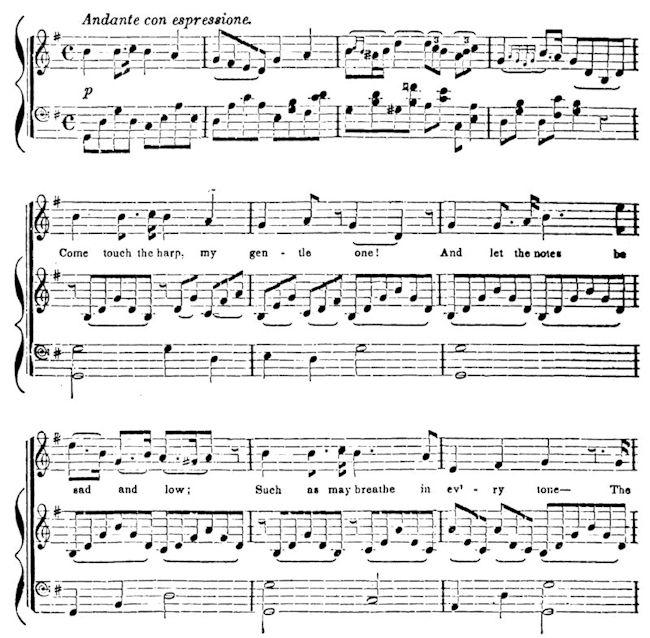 Andante con espressione.
p
Come touch the harp, my gen - tle one! And let the notes be
sad and low; Such as may breathe in ev' - ry tone— The